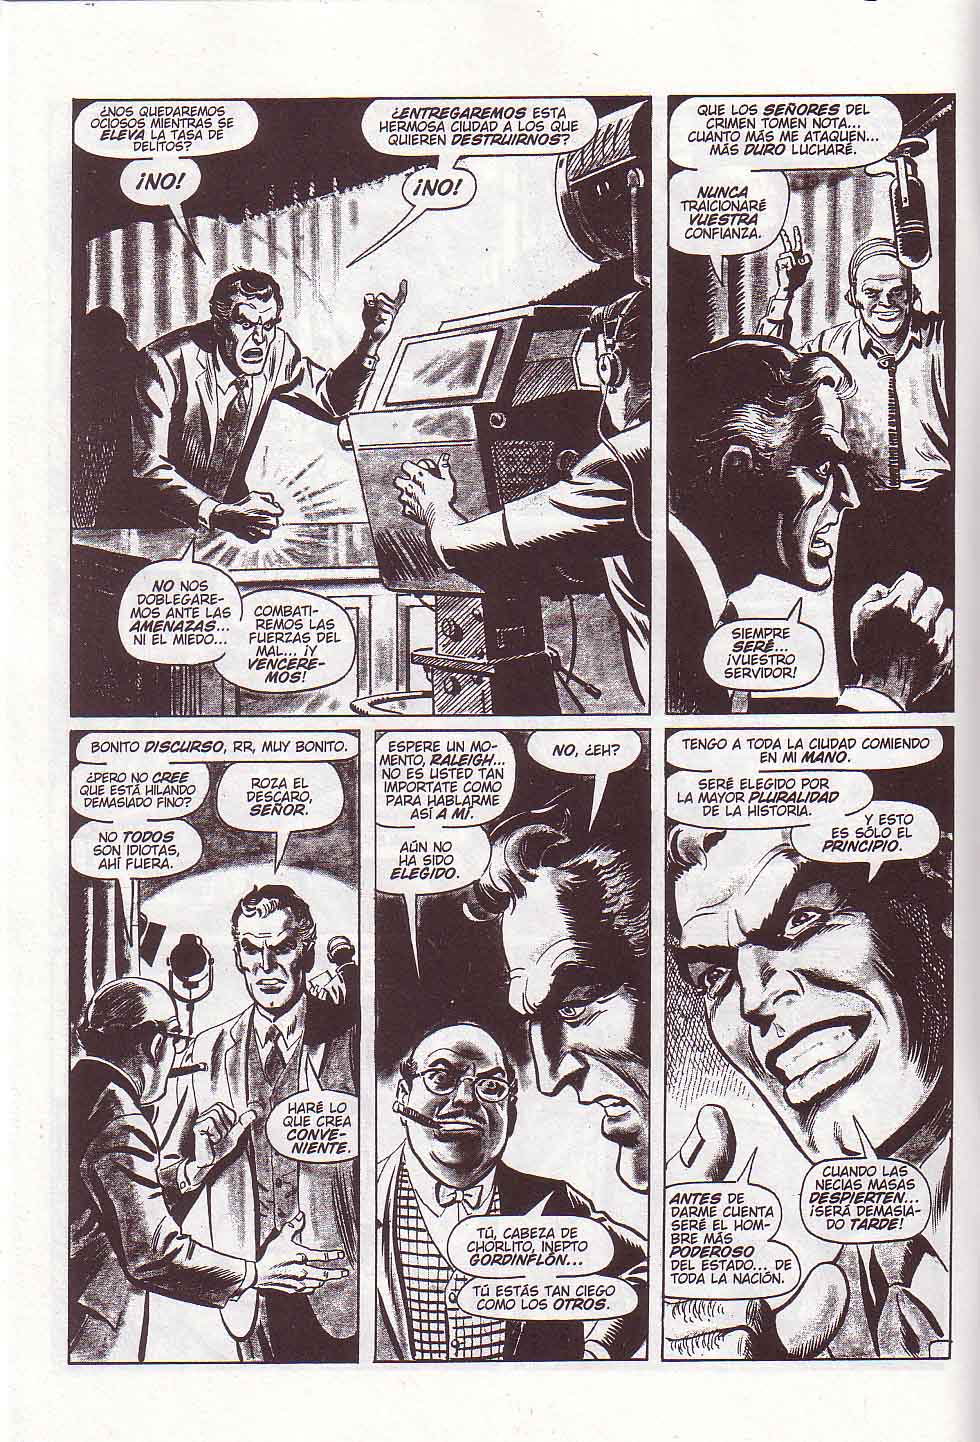 ¿NOS QUEDAREMOS
OCIOSOS MIENTRAS SE
ELEVA LA TASA DE
DELITOS?
¡NO!
¿ENTREGAREMOS ESTA
HERMOSA CIUDAD A LOS QUE
QUIEREN DESTRUIRNOS?
¡NO!
NO NOS
DOBLEGARE-
MOS ANTE LAS
AMENAZAS...
NI EL MIEDO...
COMBATI-
REMOS LAS
FUERZAS DEL
MAL... ¡Y
VENCERE-
MOS!
QUE LOS SEÑORES DEL
CRIMEN TOMEN NOTA...
CUANTO MÁS ME ATAQUEN...
MÁS DURO LUCHARÉ.
NUNCA
TRAICIONARÉ
VUESTRA
CONFIANZA.
SIEMPRE
SERÉ...
¡VUESTRO
SERVIDOR!
BONITO DISCURSO, RR, MUY BONITO.
¿PERO NO CREE
QUE ESTÁ HILANDO
DEMASIADO FINO?
NO TODOS
SON IDIOTAS,
AHÍ FUERA.
ROZA EL
DESCARO,
SEÑOR.
HARÉ LO
QUE CREA
CONVE-
NIENTE.
ESPERE UN MO-
MENTO, RALEIGH...
NO ES USTED TAN
IMPORTATE COMO
PARA HABLARME
ASÍ A MÍ.
AÚN NO
HA SIDO
ELEGIDO.
NO, ¿EH?
TÚ, CABEZA DE
CHORLITO, INEPTO
GORDINFLÓN...
TÚ ESTÁS TAN CIEGO
COMO LOS OTROS.
TENGO A TODA LA CIUDAD COMIENDO
EN MI MANO.
SERÉ ELEGIDO POR
LA MAYOR PLURALIDAD
DE LA HISTORIA.
Y ESTO
ES SÓLO EL
PRINCIPIO.
ANTES DE
DARME CUENTA
SERÉ EL HOM-
BRE MÁS
PODEROSO
DEL ESTADO... DE
TODA LA NACIÓN.
CUANDO LAS
NECIAS MASAS
DESPIERTEN...
¡SERÁ DEMASIA-
DO TARDE!